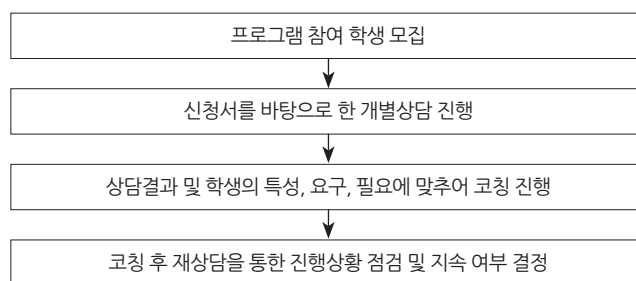 프로그램 참여 학생 모집
신청서를 바탕으로 한 개별상담 진행
상담결과 및 학생의 특성, 요구, 필요에 맞추어 코칭 진행
코칭 후 재상담을 통한 진행상황 점검 및 지속 여부 결정